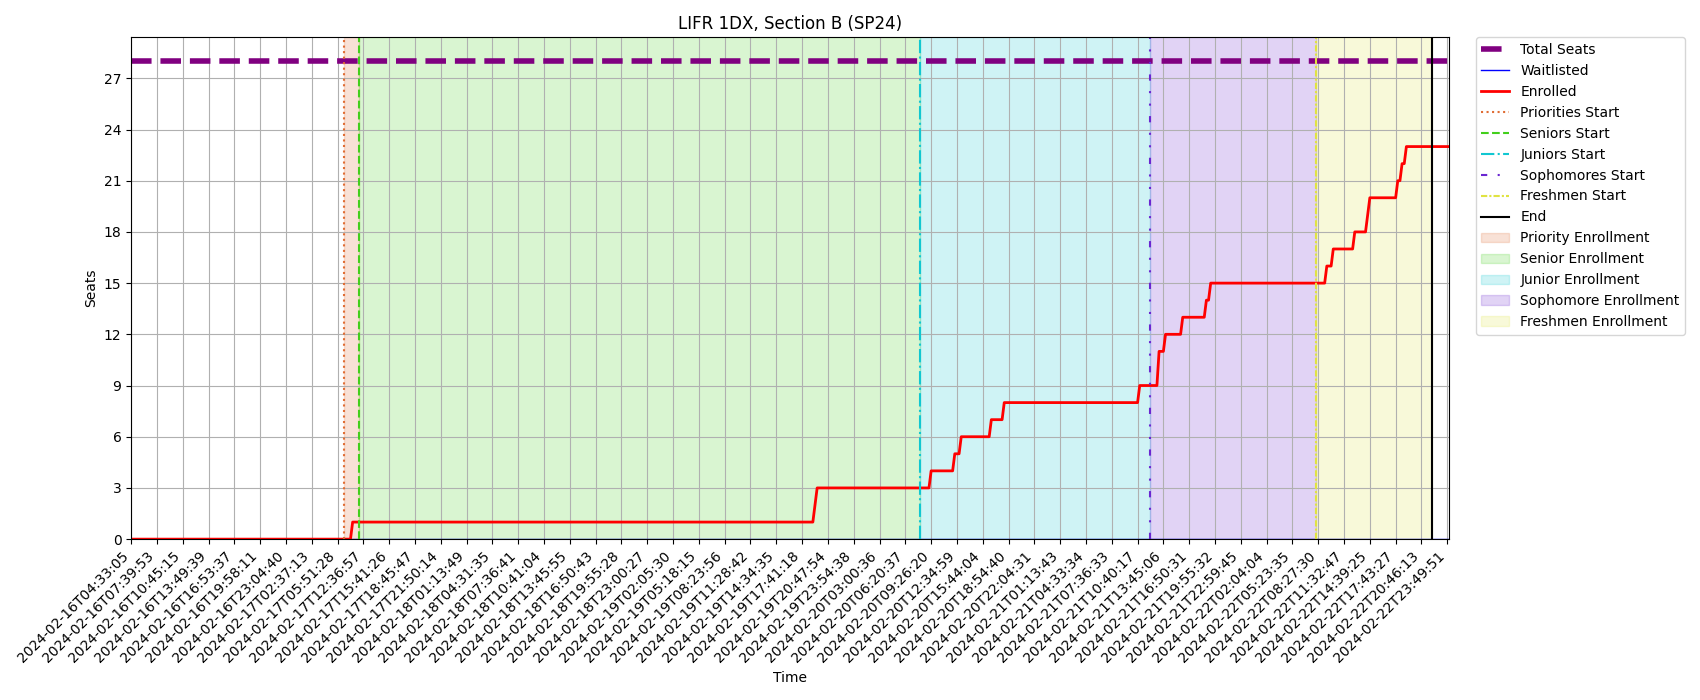 LIFR 1DX, Section B (SP24)
Seats
27
24
21
18
15
12
9
6
3
0
2024-02-16T04:33:05
2024-02-16T07:39:53
2024-02-16T10:45:15
2024-02-16T13:49:39
2024-02-16T16:53:37
2024-02-16T19:58:11
2024-02-16T23:04:40
2024-02-17T02:37:13
2024-02-17T05:51:28
2024-02-17T12:36:57
2024-02-17T15:41:26
2024-02-17T18:45:47
2024-02-17T21:50:14
2024-02-18T01:13:49
2024-02-18T04:31:35
2024-02-18T07:36:41
2024-02-18T10:41:04
2024-02-18T13:45:55
2024-02-18T16:50:43
2024-02-18T19:55:28
2024-02-18T23:00:27
2024-02-19T02:05:30
2024-02-19T05:18:15
2024-02-19T08:23:56
2024-02-19T11:28:42
2024-02-19T14:34:35
2024-02-19T17:41:18
2024-02-19T20:47:54
2024-02-19T23:54:38
2024-02-20T03:00:36
2024-02-20T06:20:37
2024-02-20T09:26:20
2024-02-20T12:34:59
2024-02-20T15:44:04
2024-02-20T18:54:40
2024-02-20T22:04:31
2024-02-21T01:13:43
2024-02-21T04:33:34
2024-02-21T07:36:33
2024-02-21T10:40:17
2024-02-21T13:45:06
2024-02-21T16:50:31
2024-02-21T19:55:32
2024-02-21T22:59:45
2024-02-22T02:04:04
2024-02-22T05:23:35
2024-02-22T08:27:30
2024-02-22T11:32:47
2024-02-22T14:39:25
2024-02-22T17:43:27
2024-02-22T20:46:13
2024-02-22T23:49:51
Time
Total Seats
Waitlisted
Enrolled
Priorities Start
Seniors Start
Juniors Start
Sophomores Start
Freshmen Start
End
Priority Enrollment
Senior Enrollment
Junior Enrollment
Sophomore Enrollment
Freshmen Enrollment